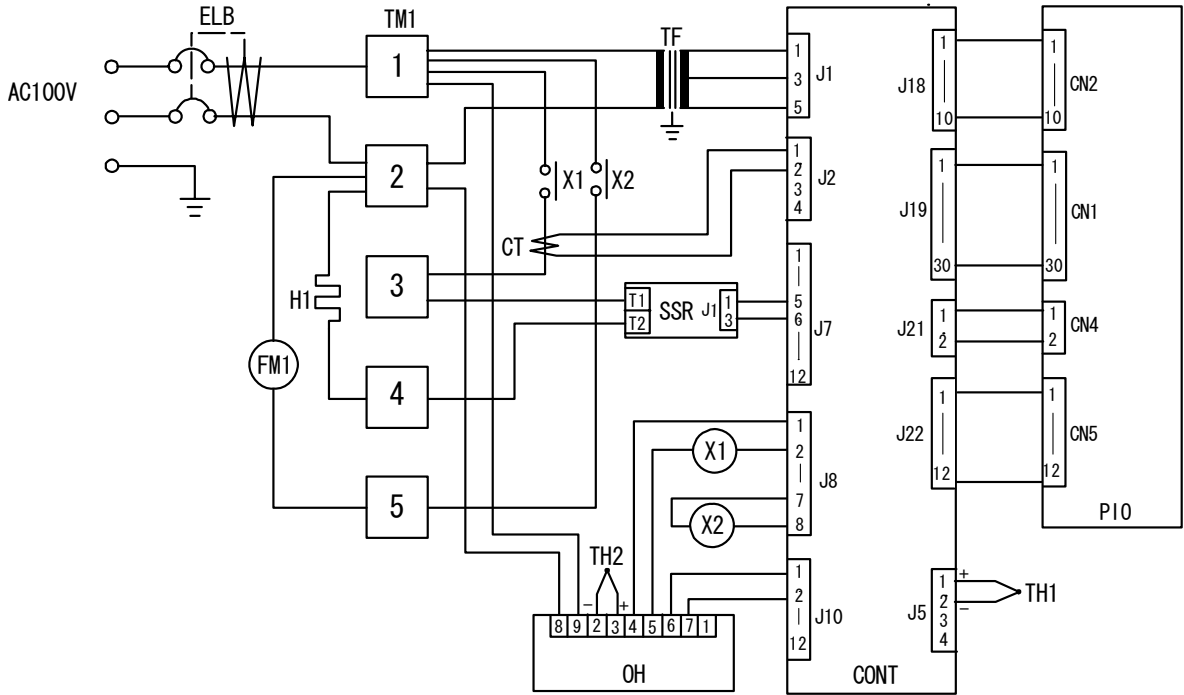 ELB
TM1
AC100V
1
2
3
4
5
TF
X1
X2
CT
H1
FM1
T1
T2
SSR
J1
1
3
TH2
- +
8 9 2 3 4 5 6 7 1
OH
1
3
5
J1
1
2
3
4
J2
1
5
6
12
J7
X1
X2
1
2
7
8
J8
1
2
12
J10
CONT
J18
1
10
J19
1
30
J21
1
2
J22
1
12
J5
1
2
3
4
+
-
TH1
1
10
CN2
1
30
CN1
1
2
CN4
1
12
CN5
PIO